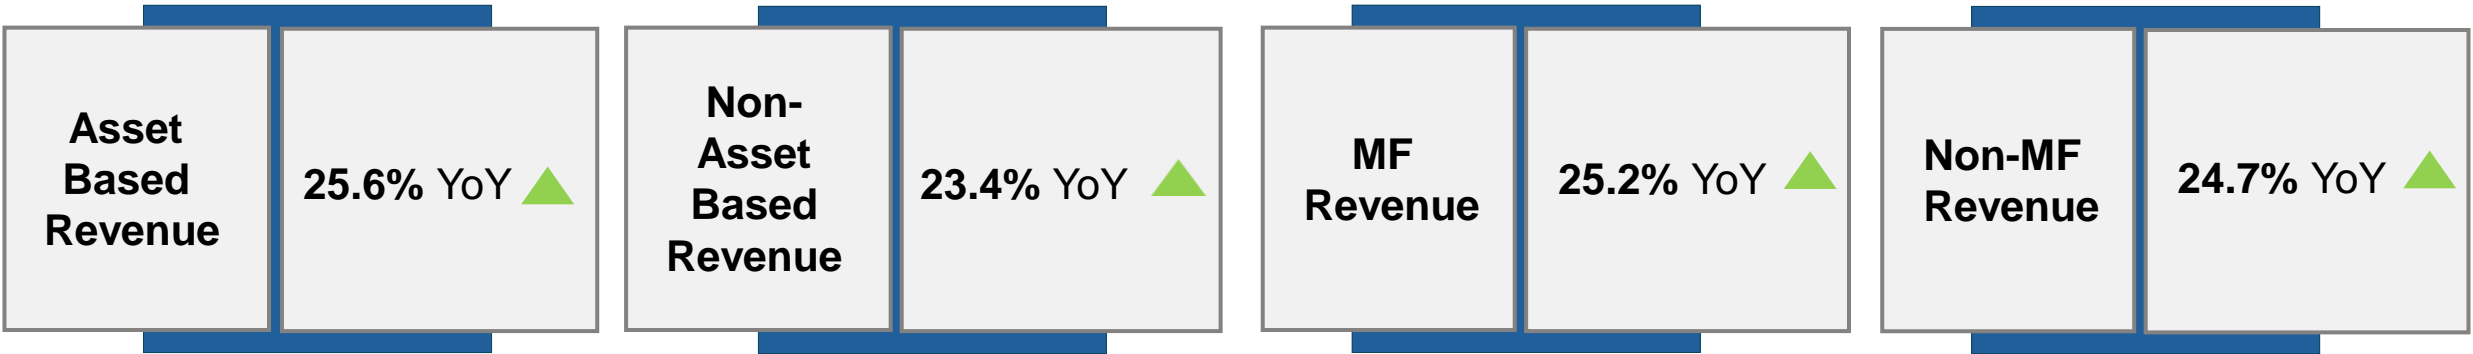 Asset
Based
Revenue
25.6% YoY
Non-
Asset
Based
Revenue
23.4% YoY
MF
Revenue
25.2% YoY
Non-MF
Revenue
24.7% YoY